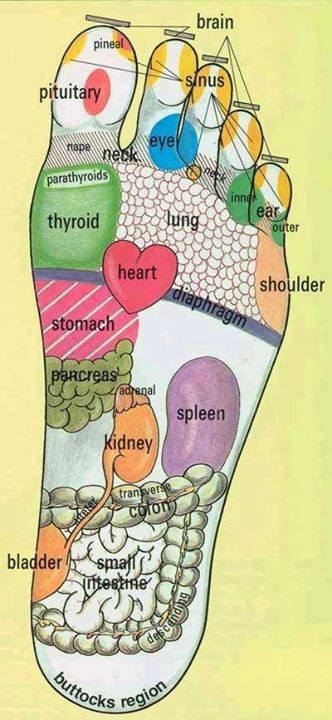 brain
pineal
sinus
pituitary
eye
nape
neck
neck
parathyroids
inner
ear
outer
thyroid
lung
heart
shoulder
diaphragm
stomach
pancreas
adrenal
spleen
kidney
transverse
colon
ureter
bladder
small
intestine
descending
buttocks region